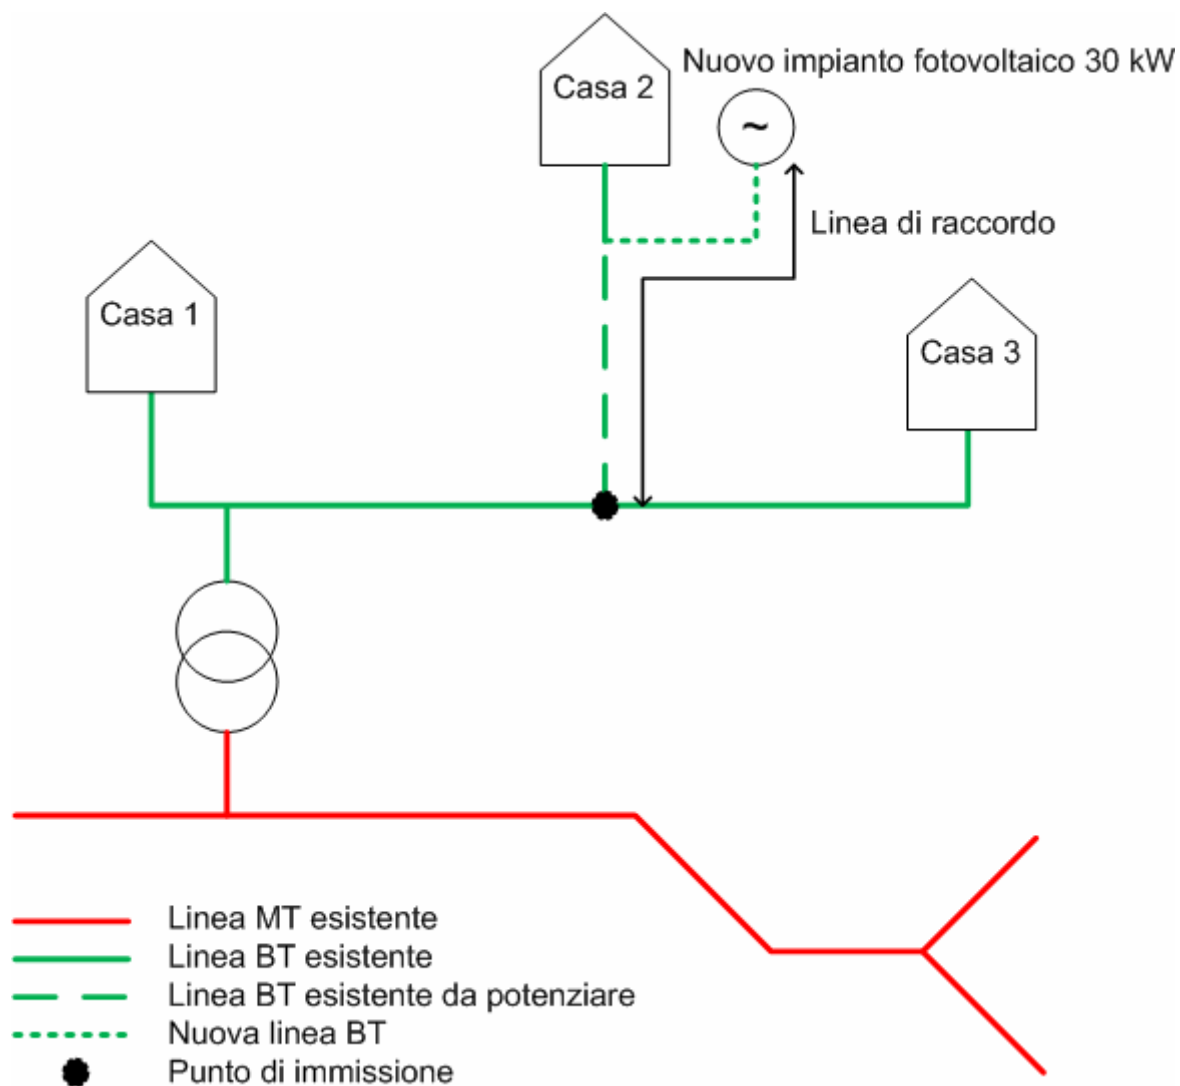 Casa 2
Nuovo impianto fotovoltaico 30 kW
~
Linea di raccordo
Casa 1
Casa 3
Linea MT esistente
Linea BT esistente
Linea BT esistente da potenziare
Nuova linea BT
Punto di immissione